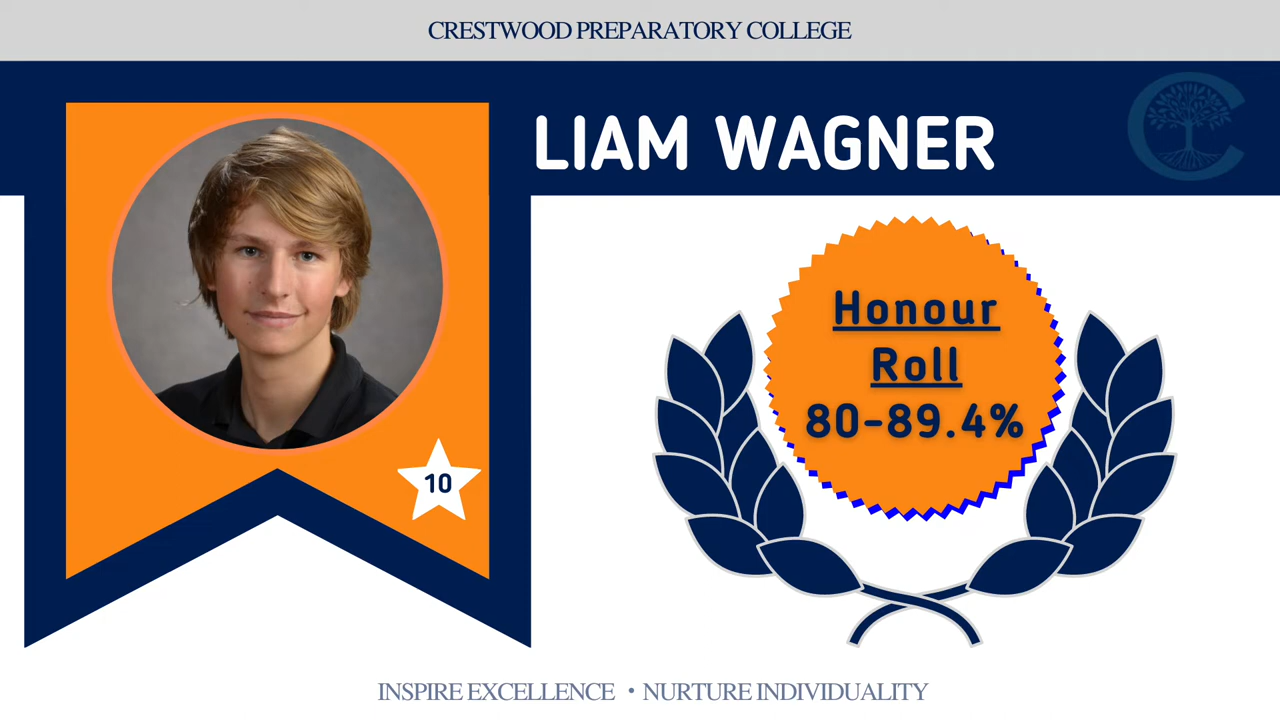 CRESTWOOD PREPARATORY COLLEGE
LIAM WAGNER
Honour
Roll
80-89.4%
10
INSPIRE EXCELLENCE • NURTURE INDIVIDUALITY